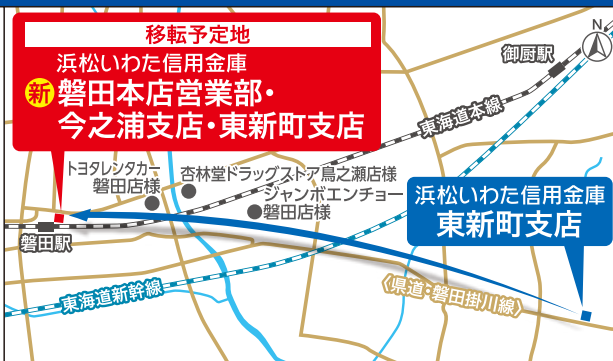 移転予定地
浜松いわた信用金庫
新 磐田本店営業部・
今之浦支店・東新町支店
N
御厨駅
東海道本線
トヨタレンタカー
磐田店様
杏林堂ドラッグストア鳥之瀬店様
ジャンボエンチョー
磐田店様
浜松いわた信用金庫
東新町支店
磐田駅
東海道新幹線
〈県道・磐田掛川線〉